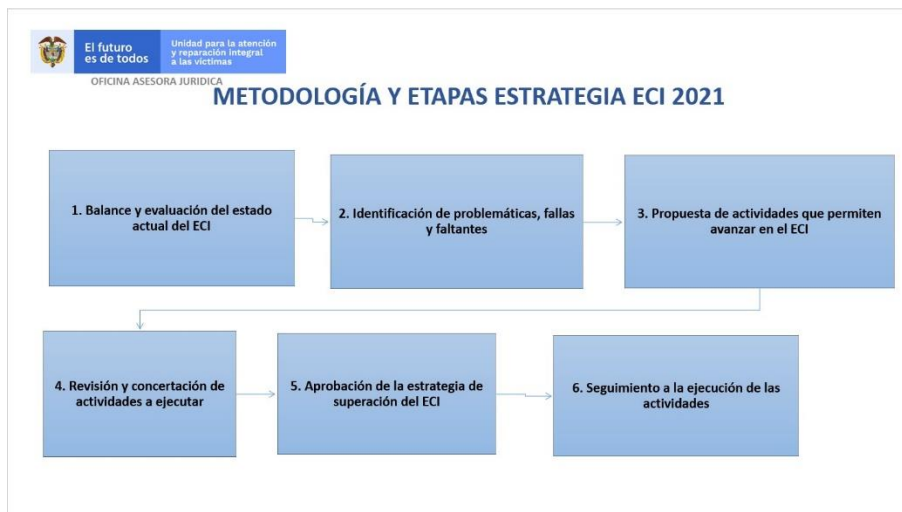 El futuro
es de todos
Unidad para la atención
y reparación integral
a las víctimas
OFICINA ASESORA JURIDICA
METODOLOGÍA Y ETAPAS ESTRATEGIA ECI 2021
1. Balance y evaluación del estado
actual del ECI
2. Identificación de problemáticas, fallas
y faltantes
3. Propuesta de actividades que permiten
avanzar en el ECI
4. Revisión y concertación de
actividades a ejecutar
5. Aprobación de la estrategia de
superación del ECI
6. Seguimiento a la ejecución de las
actividades